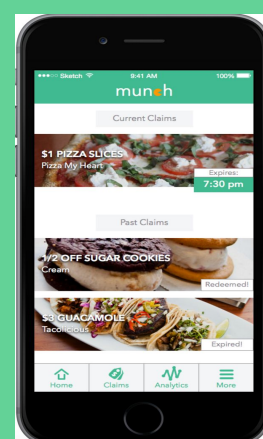 Sketch 9:41 AM 100%
munch
Current Claims
$1 PIZZA SLICES
Pizza My Heart
Expires:
7:30 pm
Past Claims
1/2 OFF SUGAR COOKIES
Cream
Redeemed!
$3 GUACAMOLE
Tacolicious
Expired!
Home Claims Analytics More